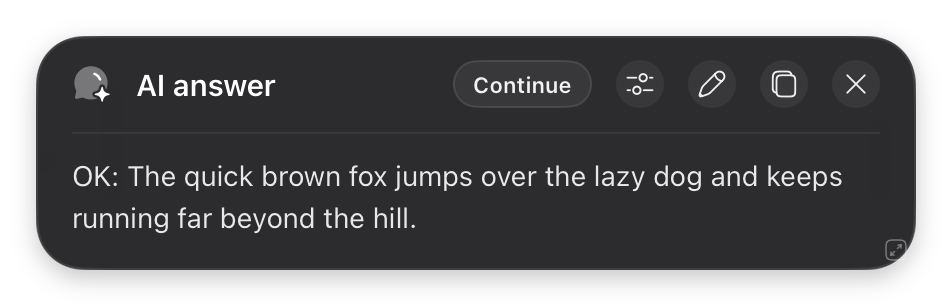 AI answer
Continue
OK: The quick brown fox jumps over the lazy dog and keeps
running far beyond the hill.